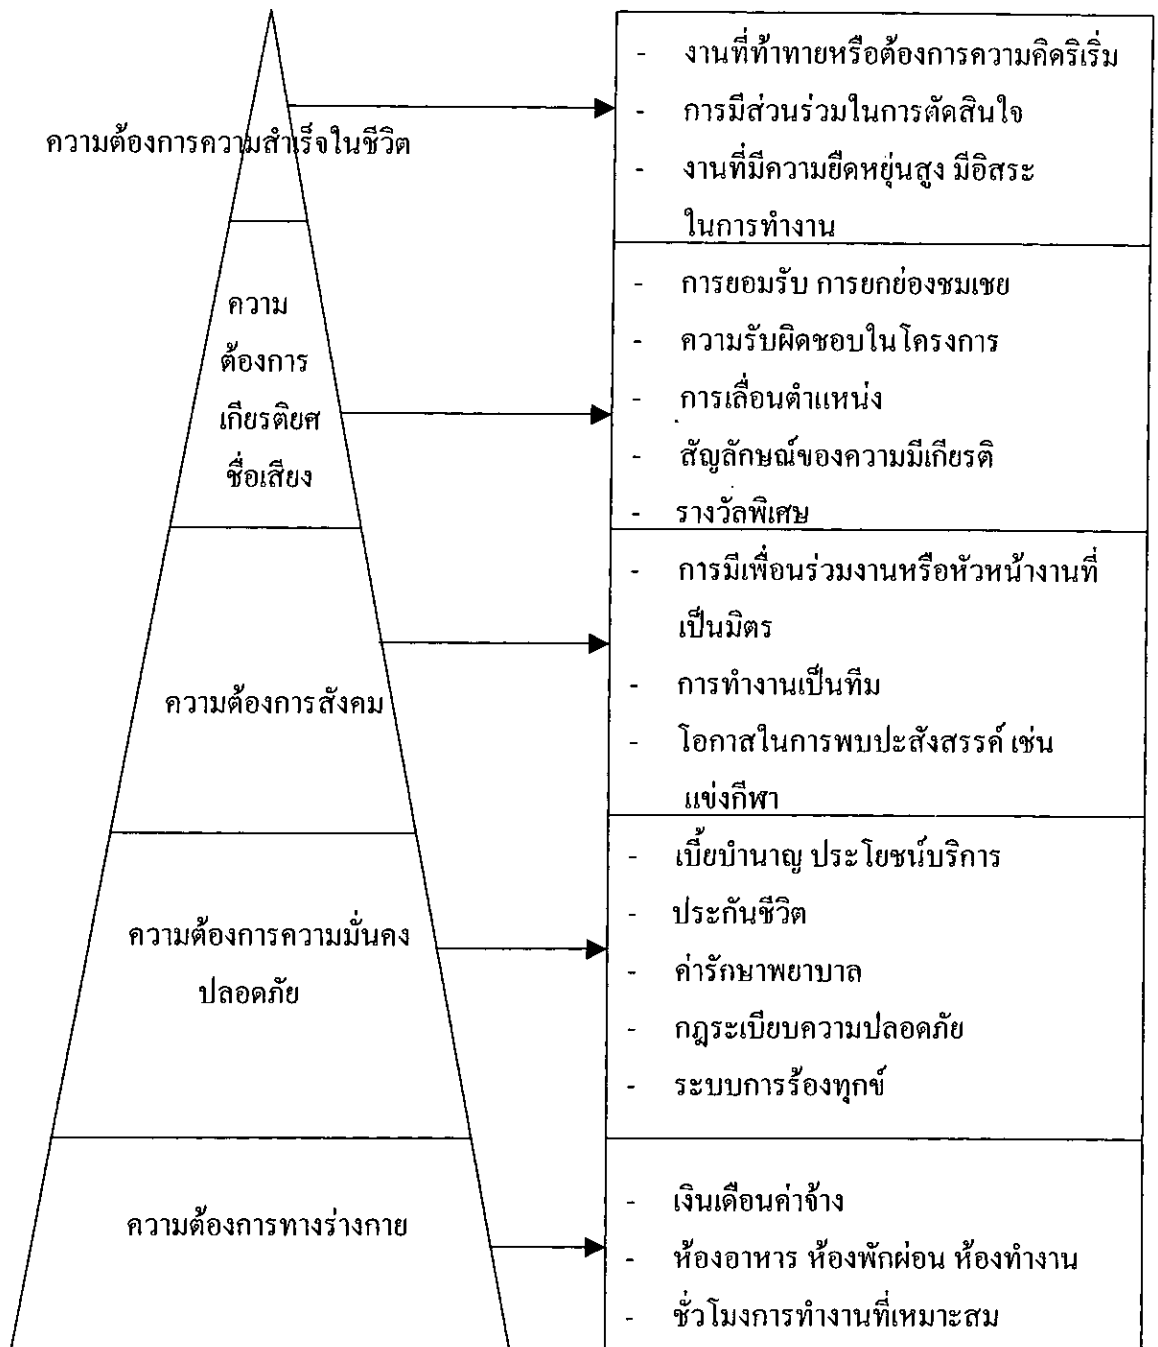 ความต้องการความสำเร็จในชีวิต
- งานที่ท้าทายหรือต้องการความคิดริเริ่ม
- การมีส่วนร่วมในการตัดสินใจ
- งานที่มีความยืดหยุ่นสูง มีอิสระ
ในการทำงาน
ความ
ต้องการ
เกียรติยศ
ชื่อเสียง
- การยอมรับ การยกย่องชมเชย
- ความรับผิดชอบในโครงการ
- การเลื่อนตำแหน่ง
- สัญลักษณ์ของความมีเกียรติ
- รางวัลพิเศษ
ความต้องการสังคม
- การมีเพื่อนร่วมงานหรือหัวหน้างานที่
เป็นมิตร
- การทำงานเป็นทีม
- โอกาสในการพบปะสังสรรค์ เช่น
แข่งกีฬา
ความต้องการความมั่นคง
ปลอดภัย
- เบี้ยบำนาญ ประโยชน์บริการ
- ประกันชีวิต
- ค่ารักษาพยาบาล
- กฎระเบียบความปลอดภัย
- ระบบการร้องทุกข์
ความต้องการทางร่างกาย
- เงินเดือนค่าจ้าง
- ห้องอาหาร ห้องพักผ่อน ห้องทำงาน
- ชั่วโมงการทำงานที่เหมาะสม